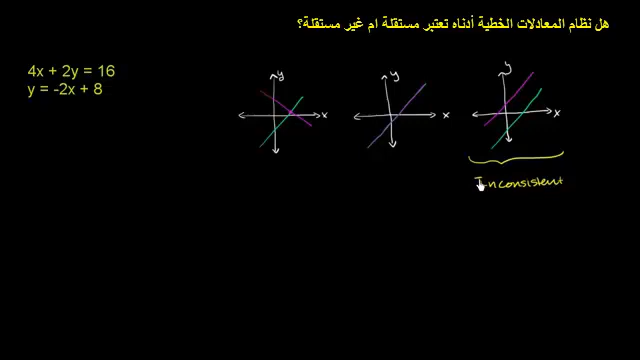 هل نظام المعادلات الخطية أدناه تعتبر مستقلة ام غير مستقلة؟
4x + 2y = 16
y = -2x + 8
y
x
y
x
y
x
Inconsistent